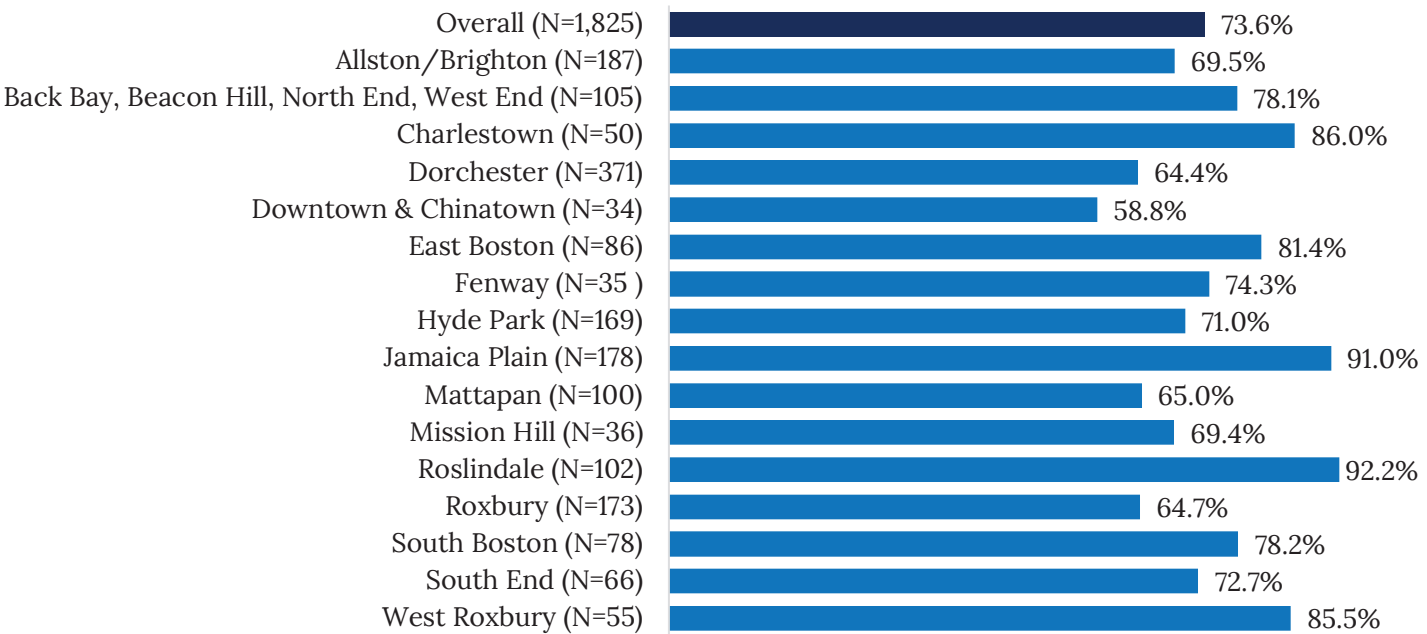 Overall (N=1,825) 73.6%
Allston/Brighton (N=187) 69.5%
Back Bay, Beacon Hill, North End, West End (N=105) 78.1%
Charlestown (N=50) 86.0%
Dorchester (N=371) 64.4%
Downtown & Chinatown (N=34) 58.8%
East Boston (N=86) 81.4%
Fenway (N=35 ) 74.3%
Hyde Park (N=169) 71.0%
Jamaica Plain (N=178) 91.0%
Mattapan (N=100) 65.0%
Mission Hill (N=36) 69.4%
Roslindale (N=102) 92.2%
Roxbury (N=173) 64.7%
South Boston (N=78) 78.2%
South End (N=66) 72.7%
West Roxbury (N=55) 85.5%